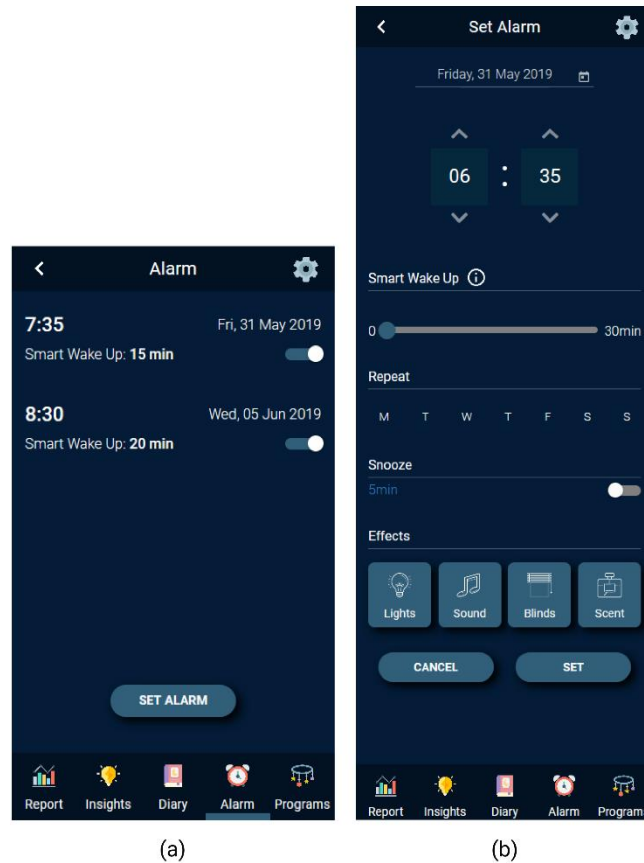 Alarm
7:35 Fri, 31 May 2019
Smart Wake Up: 15 min
8:30 Wed, 05 Jun 2019
Smart Wake Up: 20 min
SET ALARM
Report Insights Diary Alarm Programs
(a)
Set Alarm
Friday, 31 May 2019
06 : 35
Smart Wake Up i
0 30min
Repeat
M T W T F S S
Snooze
5min
Effects
Lights Sound Blinds Scent
CANCEL SET
Report Insights Diary Alarm Program
(b)